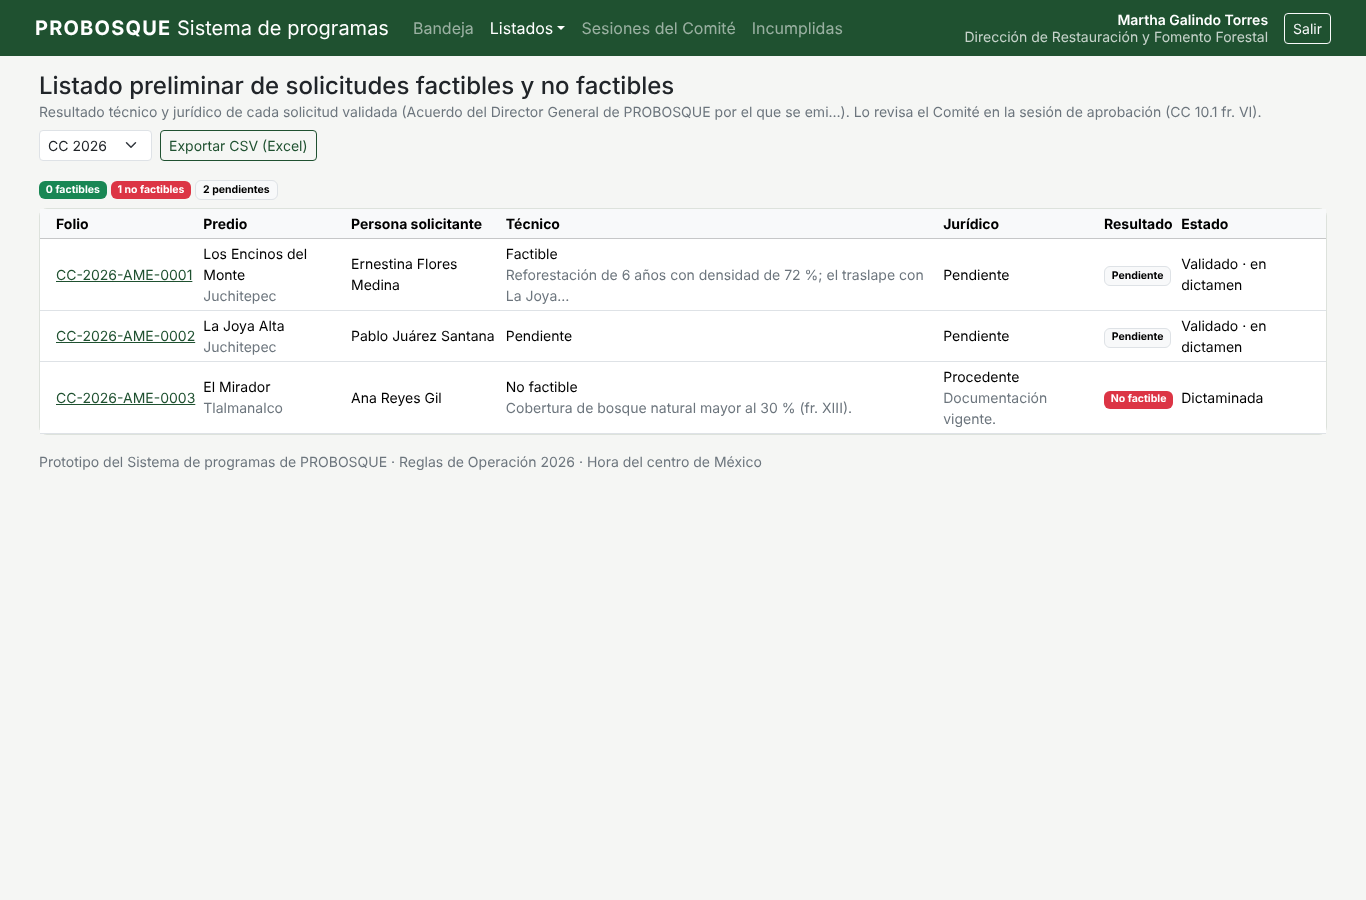 PROBOSQUE Sistema de programas
Bandeja
Listados
Sesiones del Comité
Incumplidas
Martha Galindo Torres
Dirección de Restauración y Fomento Forestal
Salir
Listado preliminar de solicitudes factibles y no factibles
Resultado técnico y jurídico de cada solicitud validada (Acuerdo del Director General de PROBOSQUE por el que se emi...). Lo revisa el Comité en la sesión de aprobación (CC 10.1 fr. VI).
CC 2026
Exportar CSV (Excel)
0 factibles
1 no factibles
2 pendientes
Folio
Predio
Persona solicitante
Técnico
Jurídico
Resultado
Estado
CC-2026-AME-0001
Los Encinos del
Monte
Juchitepec
Ernestina Flores
Medina
Factible
Reforestación de 6 años con densidad de 72 %; el traslape con
La Joya...
Pendiente
Pendiente
Validado · en
dictamen
CC-2026-AME-0002
La Joya Alta
Juchitepec
Pablo Juárez Santana
Pendiente
Pendiente
Pendiente
Validado · en
dictamen
CC-2026-AME-0003
El Mirador
Tlalmanalco
Ana Reyes Gil
No factible
Cobertura de bosque natural mayor al 30 % (fr. XIII).
Procedente
Documentación
vigente.
No factible
Dictaminada
Prototipo del Sistema de programas de PROBOSQUE · Reglas de Operación 2026 · Hora del centro de México